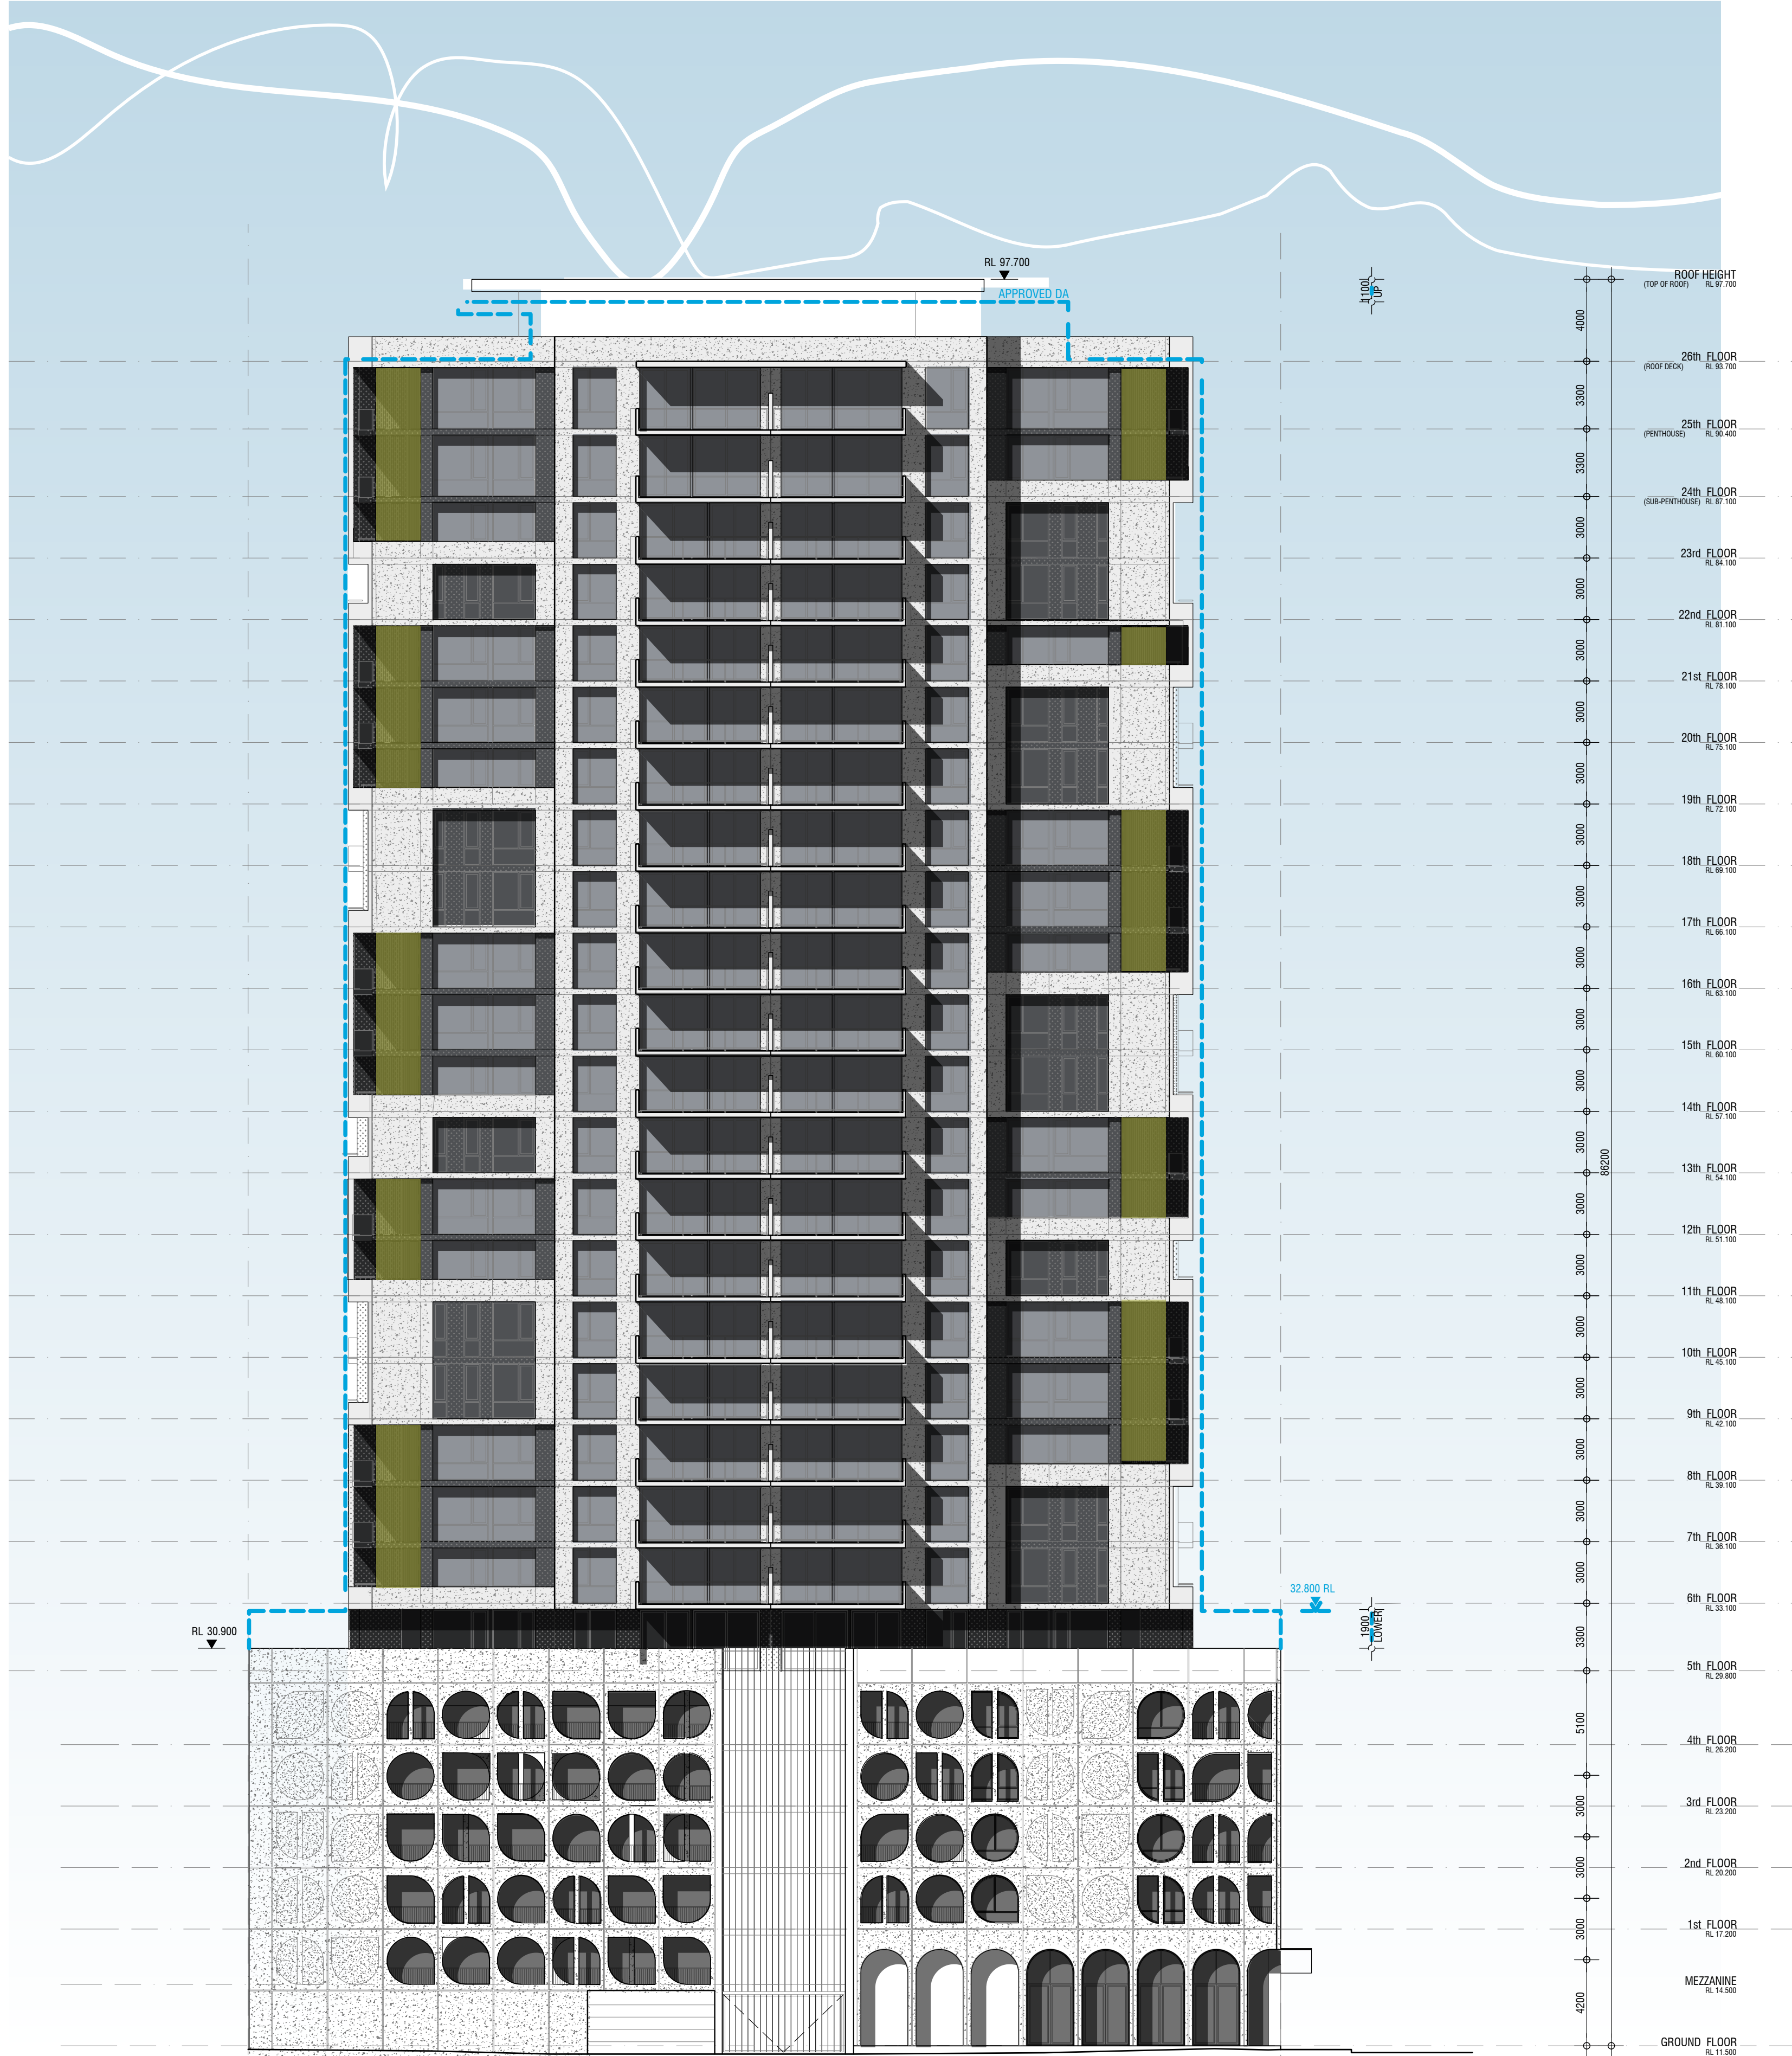 RL 97.700
APPROVED DA
1100
UP
ROOF HEIGHT
(TOP OF ROOF) RL 97.700
4000
26th FLOOR
(ROOF DECK) RL 93.700
3300
25th FLOOR
(PENTHOUSE) RL 90.400
3300
24th FLOOR
(SUB-PENTHOUSE) RL 87.100
3000
23rd FLOOR
RL 84.100
3000
22nd FLOOR
RL 81.100
3000
21st FLOOR
RL 78.100
3000
20th FLOOR
RL 75.100
3000
19th FLOOR
RL 72.100
3000
18th FLOOR
RL 69.100
3000
17th FLOOR
RL 66.100
3000
16th FLOOR
RL 63.100
3000
15th FLOOR
RL 60.100
3000
14th FLOOR
RL 57.100
3000
86200
13th FLOOR
RL 54.100
3000
12th FLOOR
RL 51.100
3000
11th FLOOR
RL 48.100
3000
10th FLOOR
RL 45.100
3000
9th FLOOR
RL 42.100
3000
8th FLOOR
RL 39.100
3000
7th FLOOR
RL 36.100
3000
32.800 RL
6th FLOOR
RL 33.100
1900
LOWER
RL 30.900
3300
5th FLOOR
RL 29.800
5100
4th FLOOR
RL 26.200
3000
3rd FLOOR
RL 23.200
3000
2nd FLOOR
RL 20.200
3000
1st FLOOR
RL 17.200
MEZZANINE
RL 14.500
4200
GROUND FLOOR
RL 11.500